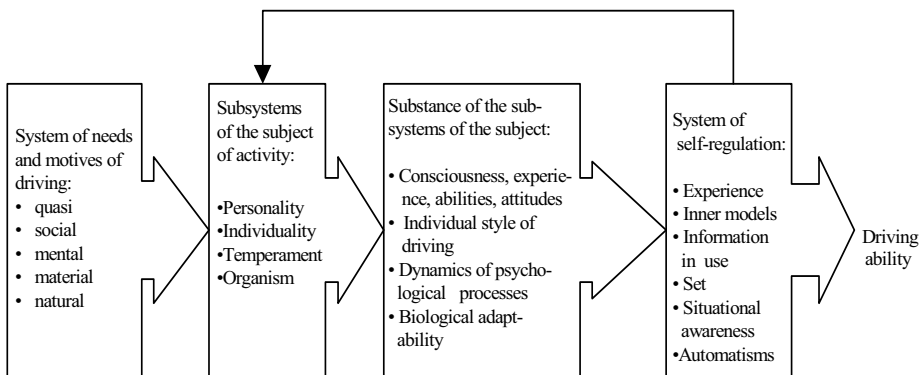 System of needs
and motives of
driving:
• quasi
• social
• mental
• material
• natural
Subsystems
of the subject
of activity:
•Personality
•Individuality
•Temperament
•Organism
Substance of the sub-
systems of the subject:
• Consciousness, experie-
nce, abilities, attitudes
• Individual style of
driving
• Dynamics of psycho-
logical processes
• Biological adapt-
ability
System of
self-regulation:
• Experience
• Inner models
• Information
in use
• Set
• Situational
awareness
• Automatisms
Driving
ability